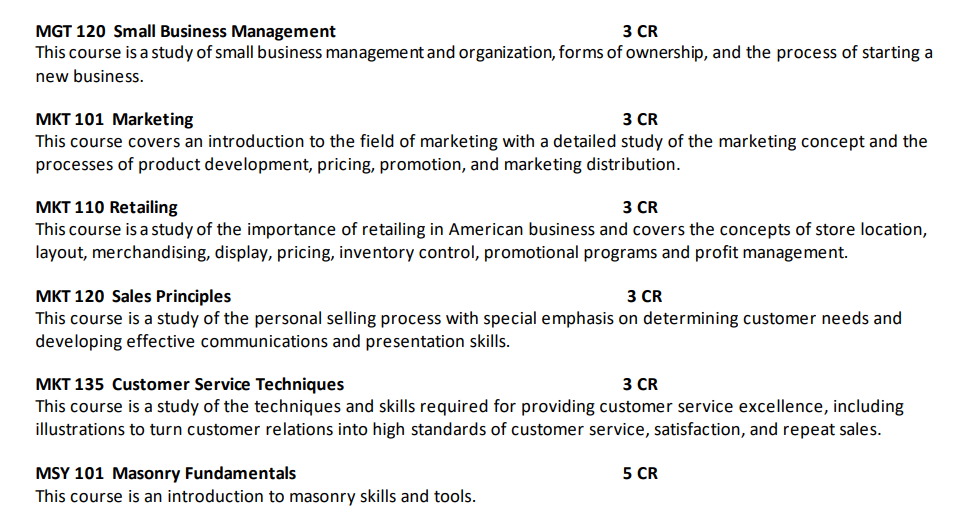 MGT 120 Small Business Management 3 CR
This course is a study of small business management and organization, forms of ownership, and the process of starting a
new business.
MKT 101 Marketing 3 CR
This course covers an introduction to the field of marketing with a detailed study of the marketing concept and the
processes of product development, pricing, promotion, and marketing distribution.
MKT 110 Retailing 3 CR
This course is a study of the importance of retailing in American business and covers the concepts of store location,
layout, merchandising, display, pricing, inventory control, promotional programs and profit management.
MKT 120 Sales Principles 3 CR
This course is a study of the personal selling process with special emphasis on determining customer needs and
developing effective communications and presentation skills.
MKT 135 Customer Service Techniques 3 CR
This course is a study of the techniques and skills required for providing customer service excellence, including
illustrations to turn customer relations into high standards of customer service, satisfaction, and repeat sales.
MSY 101 Masonry Fundamentals 5 CR
This course is an introduction to masonry skills and tools.